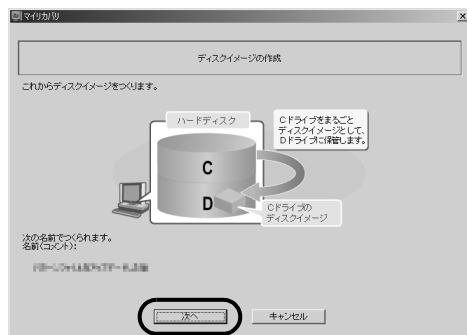 マイリカバリ
ディスクイメージの作成
これからディスクイメージをつくります。
ハードディスク
Cドライブをまるごと
ディスクイメージとして、
Dドライブに保管します。
C
D
Cドライブの
ディスクイメージ
次の名前でつくられます。
名前(コメント):
次へ
キャンセル